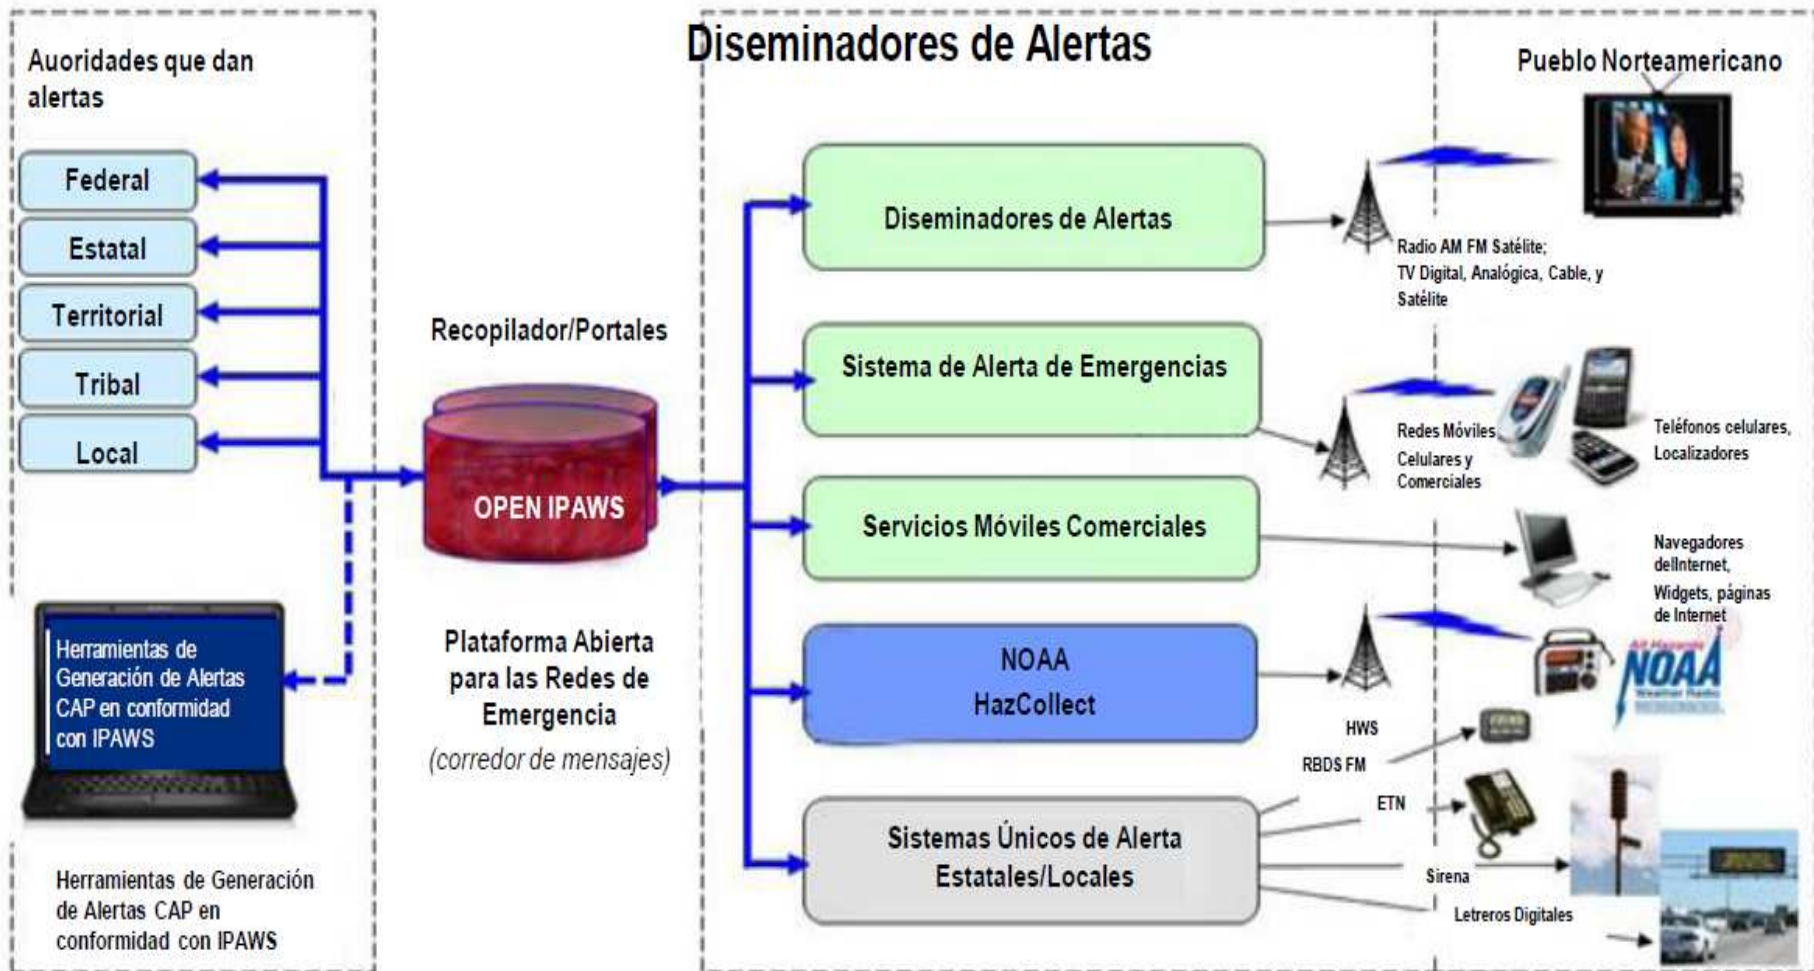 Diseminadores de Alertas
Auoridades que dan
alertas
Federal
Estatal
Territorial
Tribal
Local
Herramientas de
Generación de Alertas
CAP en conformidad
con IPAWS
Herramientas de Generación
de Alertas CAP en
conformidad con IPAWS
Recopilador/Portales
OPEN IPAWS
Plataforma Abierta
para las Redes de
Emergencia
(corredor de mensajes)
Diseminadores de Alertas
Sistema de Alerta de Emergencias
Servicios Móviles Comerciales
NOAA
HazCollect
Sistemas Únicos de Alerta
Estatales/Locales
Pueblo Norteamericano
Radio AM FM Satélite;
TV Digital, Analógica, Cable, y
Satélite
Redes Móviles
Celulares y
Comerciales
Teléfonos celulares,
Localizadores
Navegadores
delInternet,
Widgets, páginas
de Internet
All Hazards
NOAA
Weather Radio
HWS
RBDS FM
ETN
Sirena
Letreros Digitales